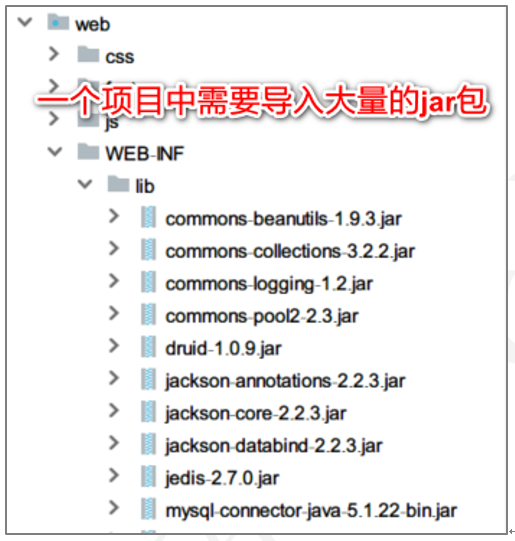 web
css
一个项目中需要导入大量的jar包
js
WEB-INF
lib
commons-beanutils-1.9.3.jar
commons-collections-3.2.2.jar
commons-logging-1.2.jar
commons-pool2-2.3.jar
druid-1.0.9.jar
jackson-annotations-2.2.3.jar
jackson-core-2.2.3.jar
jackson-databind-2.2.3.jar
jedis-2.7.0.jar
mysql-connector-java-5.1.22-bin.jar